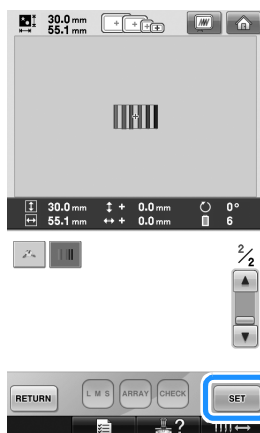 30.0 mm
55.1 mm
30.0 mm + 0.0 mm 0°
55.1 mm + 0.0 mm 6
2/2
RETURN
L M S
ARRAY
CHECK
SET
?